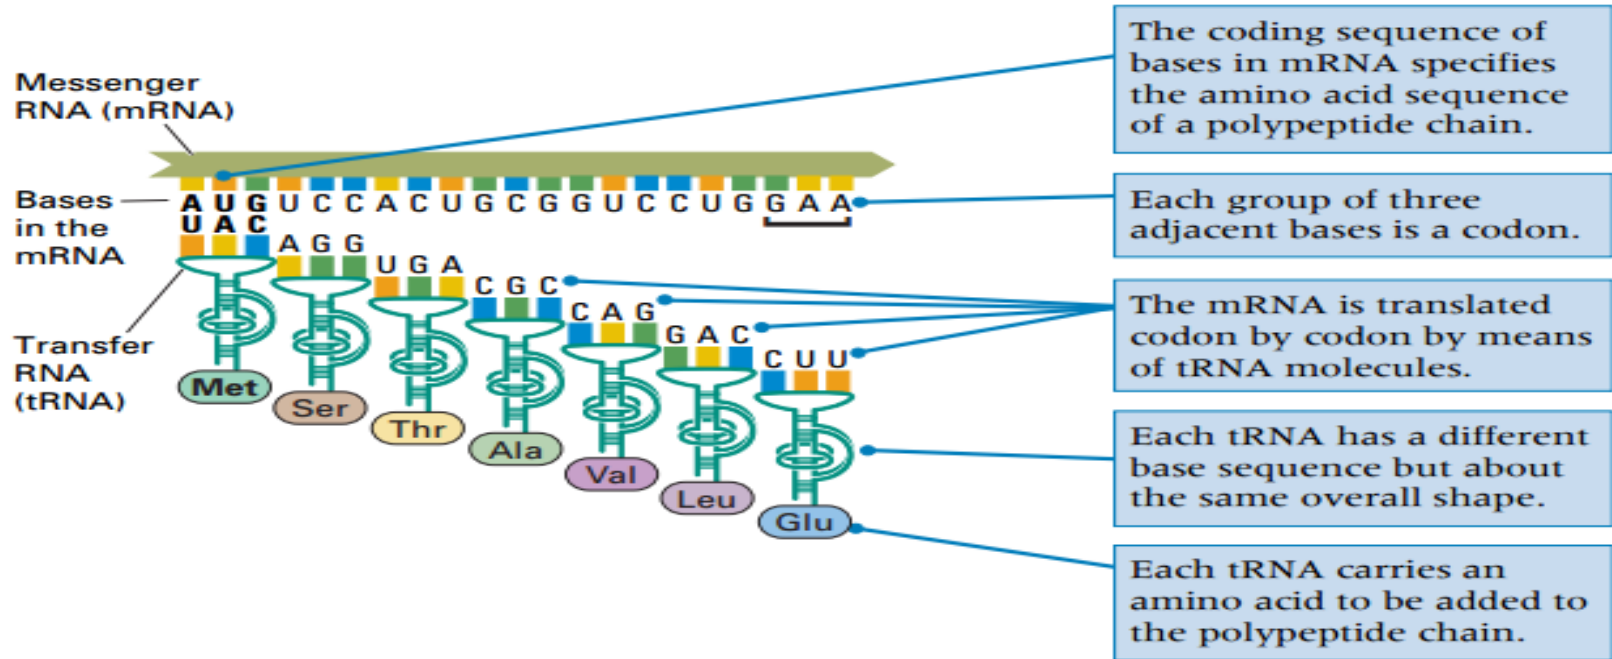 Messenger
RNA (mRNA)
Bases
in the
mRNA
Transfer
RNA
(tRNA)
A U G U C C A C U G C G G U C C U G G A A
U A C
A G G
U G A
C G C
C A G
G A C
C U U
Met
Ser
Thr
Ala
Val
Leu
Glu
The coding sequence of
bases in mRNA specifies
the amino acid sequence
of a polypeptide chain.
Each group of three
adjacent bases is a codon.
The mRNA is translated
codon by codon by means
of tRNA molecules.
Each tRNA has a different
base sequence but about
the same overall shape.
Each tRNA carries an
amino acid to be added to
the polypeptide chain.